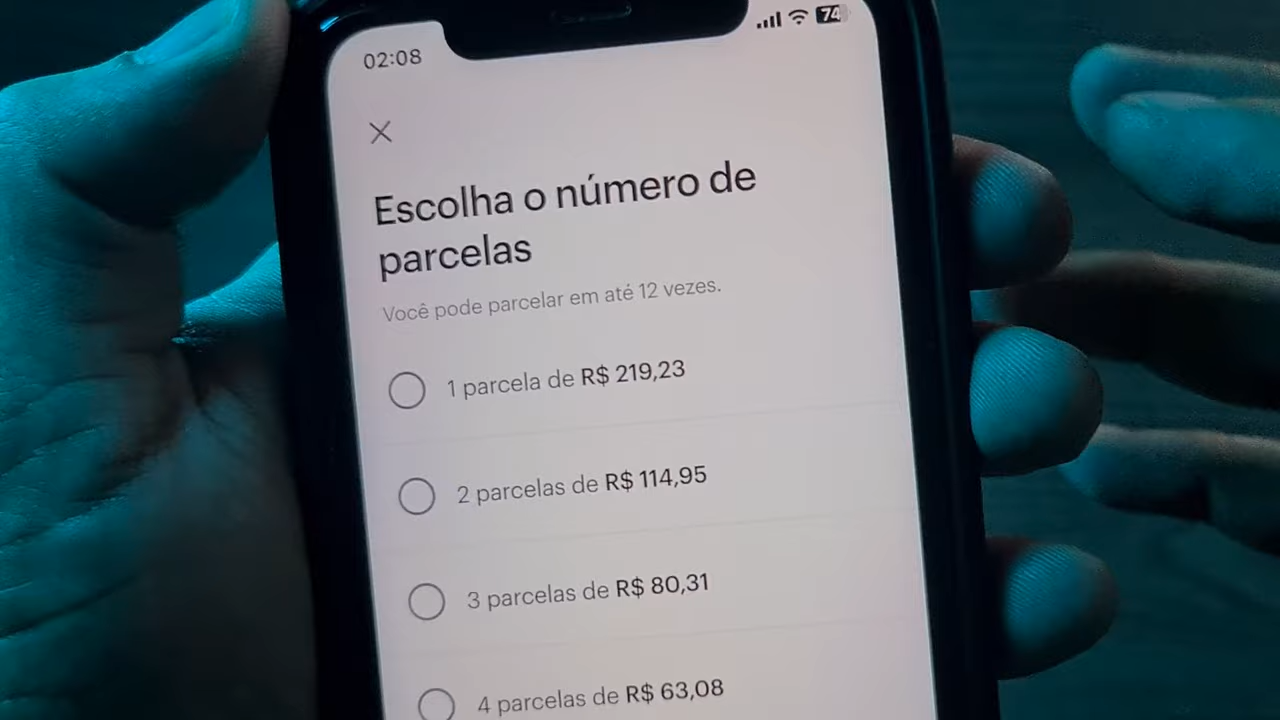 02:08
74
Escolha o número de
parcelas
Você pode parcelar em até 12 vezes.
1 parcela de R$ 219,23
2 parcelas de R$ 114,95
3 parcelas de R$ 80,31
4 parcelas de R$ 63,08